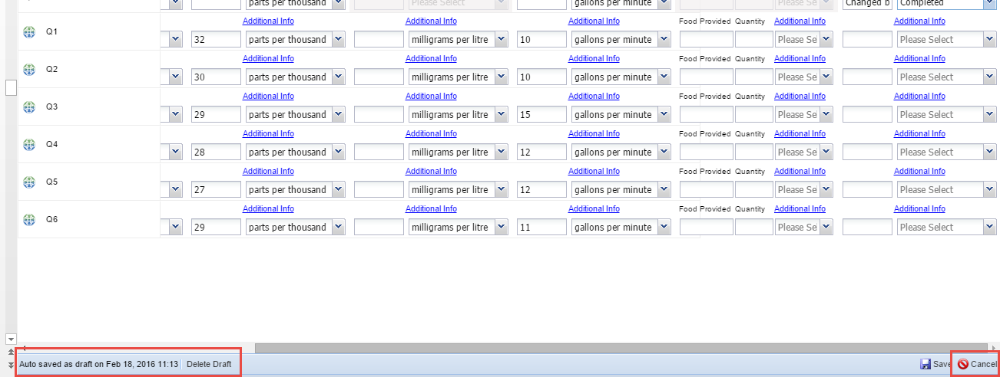 parts per thousand Please Select gallons per minute Please Se Changed b Completed
Additional Info Additional Info Additional Info Food Provided Quantity Additional Info Additional Info
Q1 32 parts per thousand milligrams per litre 10 gallons per minute Please Se Please Select
Additional Info Additional Info Additional Info Food Provided Quantity Additional Info Additional Info
Q2 30 parts per thousand milligrams per litre 10 gallons per minute Please Se Please Select
Additional Info Additional Info Additional Info Food Provided Quantity Additional Info Additional Info
Q3 29 parts per thousand milligrams per litre 15 gallons per minute Please Se Please Select
Additional Info Additional Info Additional Info Food Provided Quantity Additional Info Additional Info
Q4 28 parts per thousand milligrams per litre 12 gallons per minute Please Se Please Select
Additional Info Additional Info Additional Info Food Provided Quantity Additional Info Additional Info
Q5 27 parts per thousand milligrams per litre 12 gallons per minute Please Se Please Select
Additional Info Additional Info Additional Info Food Provided Quantity Additional Info Additional Info
Q6 29 parts per thousand milligrams per litre 11 gallons per minute Please Se Please Select
Auto saved as draft on Feb 18, 2016 11:13 Delete Draft Save Cancel